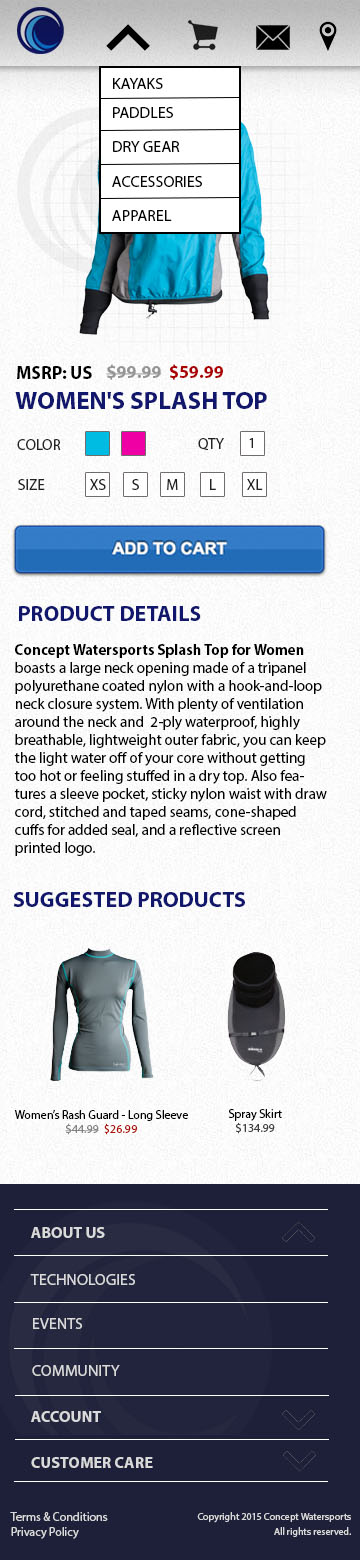 KAYAKS
PADDLES
DRY GEAR
ACCESSORIES
APPAREL
MSRP: US $99.99 $59.99
WOMEN'S SPLASH TOP
COLOR QTY 1
SIZE XS S M L XL
ADD TO CART
PRODUCT DETAILS
Concept Watersports Splash Top for Women
boasts a large neck opening made of a tripanel
polyurethane coated nylon with a hook-and-loop
neck closure system. With plenty of ventilation
around the neck and 2-ply waterproof, highly
breathable, lightweight outer fabric, you can keep
the light water off of your core without getting
too hot or feeling stuffed in a dry top. Also fea-
tures a sleeve pocket, sticky nylon waist with draw
cord, stitched and taped seams, cone-shaped
cuffs for added seal, and a reflective screen
printed logo.
SUGGESTED PRODUCTS
Women's Rash Guard - Long Sleeve
$44.99 $26.99
Spray Skirt
$134.99
ABOUT US
TECHNOLOGIES
EVENTS
COMMUNITY
ACCOUNT
CUSTOMER CARE
Terms & Conditions
Privacy Policy
Copyright 2015 Concept Watersports
All rights reserved.